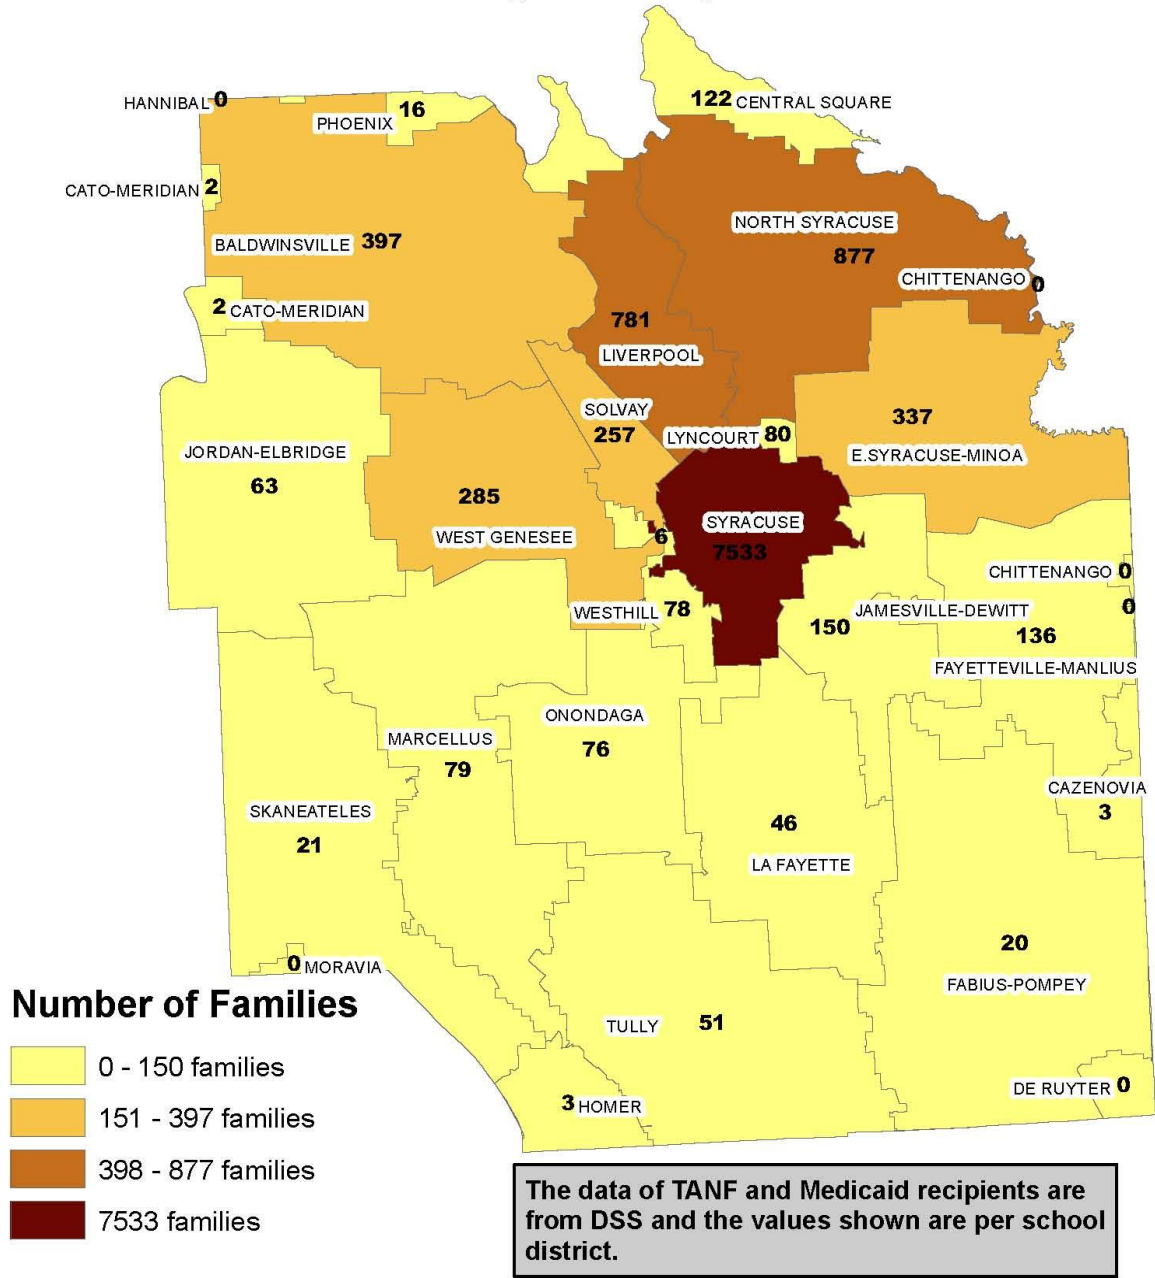 122 CENTRAL SQUARE
HANNIBAL 0
16
PHOENIX
CATO-MERIDIAN 2
NORTH SYRACUSE
877
BALDWINSVILLE 397
CHITTENANGO 0
2 CATO-MERIDIAN
781
LIVERPOOL
SOLVAY
257
LYNCOURT 80
337
E.SYRACUSE-MINOA
JORDAN-ELBRIDGE
63
285
WEST GENESEE
SYRACUSE
7533
6
CHITTENANGO 0
0
WESTHILL 78
JAMESVILLE-DEWITT
150
136
FAYETTEVILLE-MANLIUS
ONONDAGA
76
MARCELLUS
79
CAZENOVIA
3
SKANEATELES
21
46
LA FAYETTE
20
FABIUS-POMPEY
0 MORAVIA
TULLY 51
DE RUYTER 0
3 HOMER
Number of Families
0 - 150 families
151 - 397 families
398 - 877 families
7533 families
The data of TANF and Medicaid recipients are
from DSS and the values shown are per school
district.